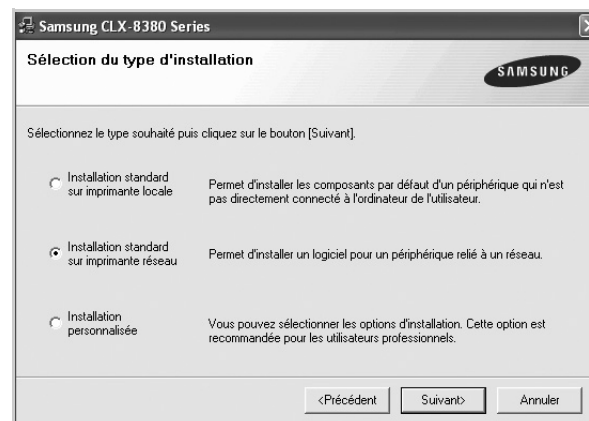 Samsung CLX-8380 Series
Sélection du type d'installation
SAMSUNG
Sélectionnez le type souhaité puis cliquez sur le bouton [Suivant].
Installation standard
sur imprimante locale
Permet d'installer les composants par défaut d'un périphérique qui n'est
pas directement connecté à l'ordinateur de l'utilisateur.
Installation standard
sur imprimante réseau
Permet d'installer un logiciel pour un périphérique relié à un réseau.
Installation
personnalisée
Vous pouvez sélectionner les options d'installation. Cette option est
recommandée pour les utilisateurs professionnels.
<Précédent Suivant> Annuler